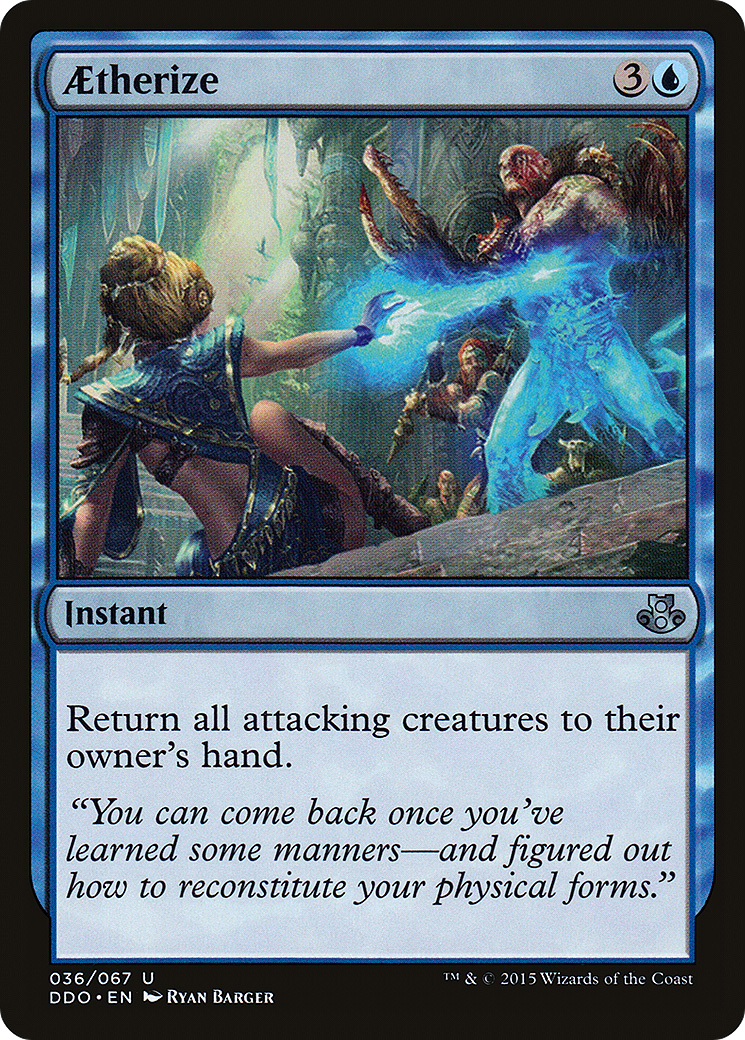 Ætherize
3
Instant
Return all attacking creatures to their
owner's hand.
“You can come back once you've
learned some manners—and figured out
how to reconstitute your physical forms.”
036/067 U
™ & © 2015 Wizards of the Coast
DDO • EN Ryan Barger